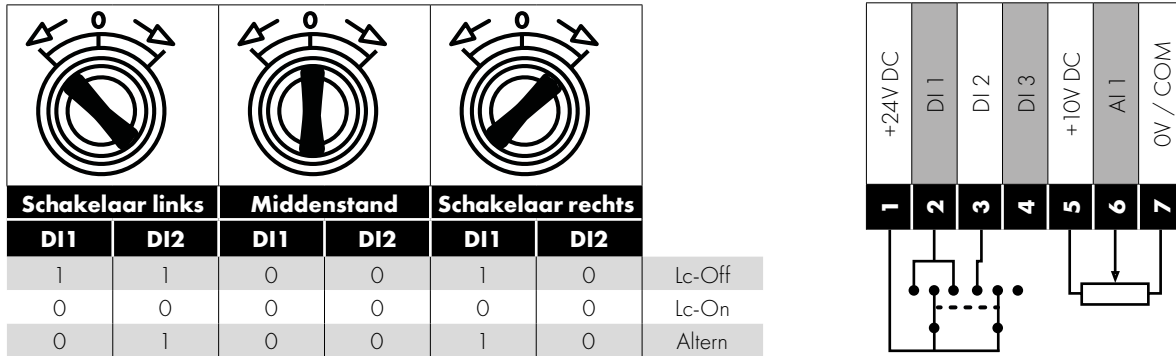 0 0 0
Schakelaar links Middenstand Schakelaar rechts
DI1 DI2 DI1 DI2 DI1 DI2
1 1 0 0 1 0 Lc-Off
0 0 0 0 0 0 Lc-On
0 1 0 0 1 0 Altern
+24V DC DI 1 DI 2 DI 3 +10V DC AI 1 0V / COM
1 2 3 4 5 6 7